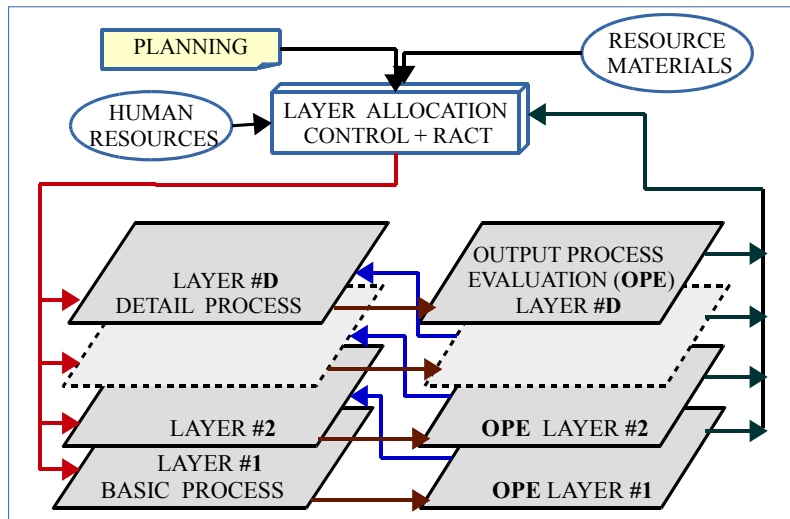 PLANNING
RESOURCE
MATERIALS
HUMAN
RESOURCES
LAYER ALLOCATION
CONTROL + RACT
LAYER #D
DETAIL PROCESS
OUTPUT PROCESS
EVALUATION (OPE)
LAYER #D
LAYER #2
OPE LAYER #2
LAYER #1
BASIC PROCESS
OPE LAYER #1